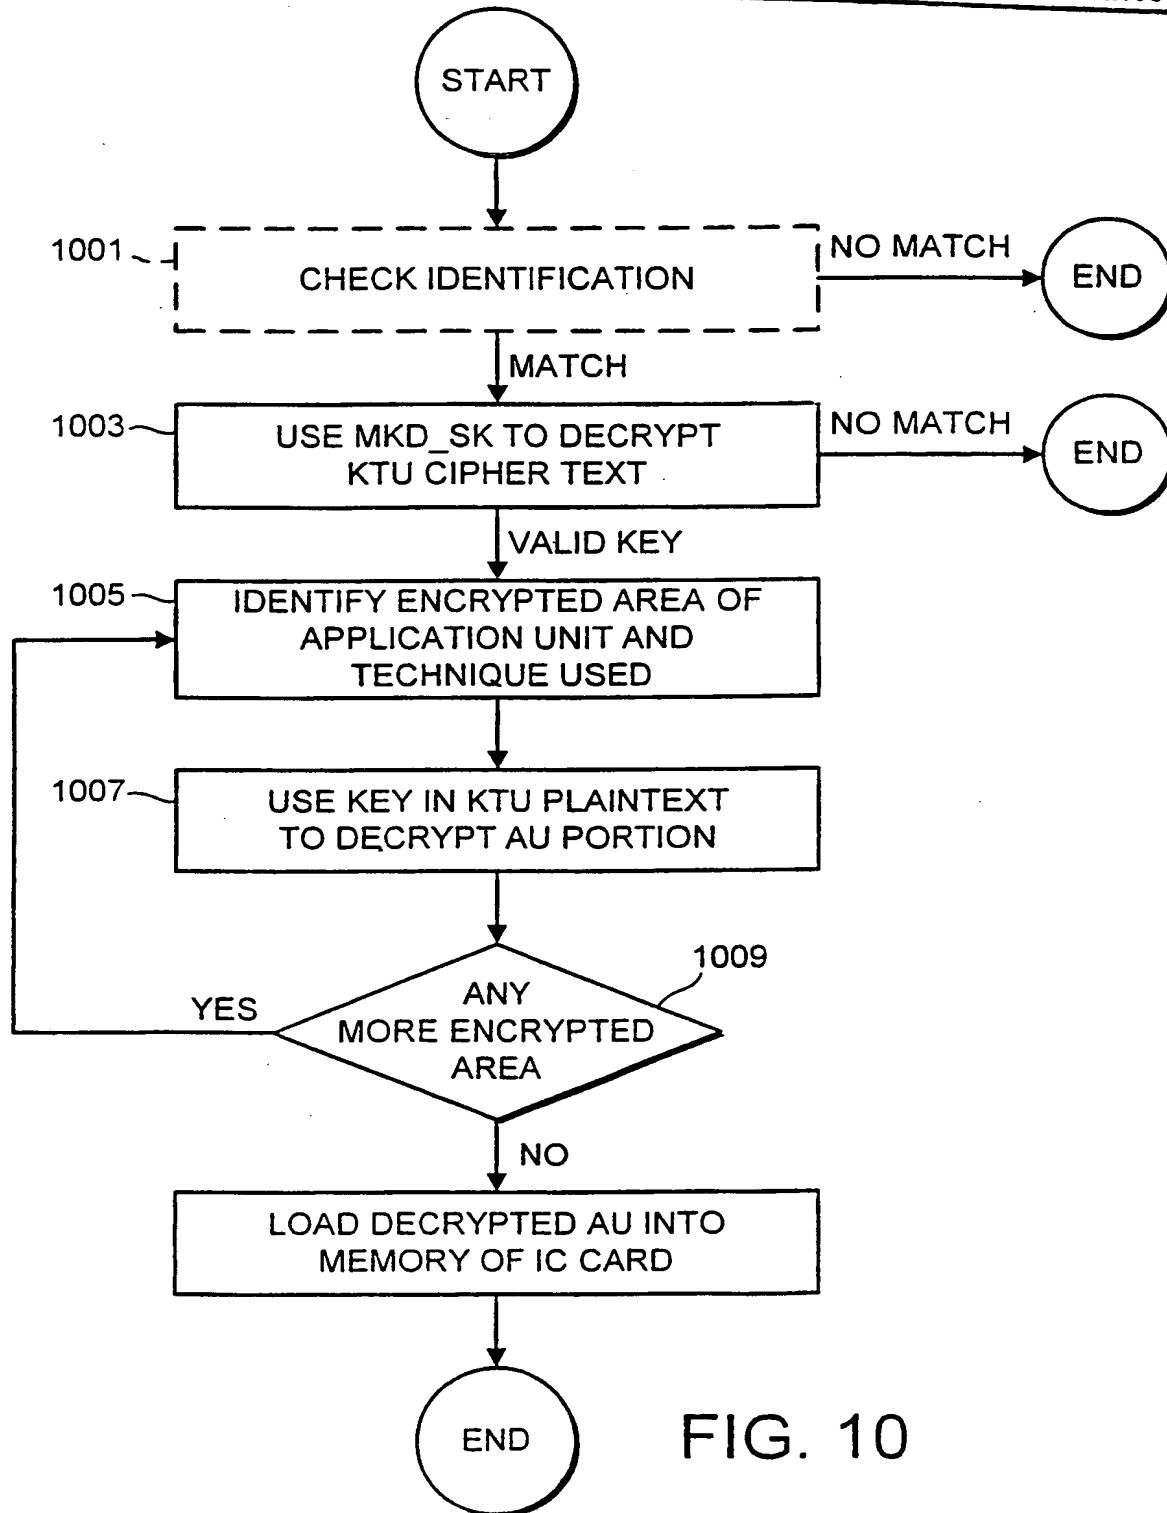 START
1001
CHECK IDENTIFICATION
NO MATCH
END
MATCH
1003
USE MKD_SK TO DECRYPT
KTU CIPHER TEXT
NO MATCH
END
VALID KEY
1005
IDENTIFY ENCRYPTED AREA OF
APPLICATION UNIT AND
TECHNIQUE USED
1007
USE KEY IN KTU PLAINTEXT
TO DECRYPT AU PORTION
1009
ANY
MORE ENCRYPTED
AREA
YES
NO
LOAD DECRYPTED AU INTO
MEMORY OF IC CARD
END
FIG. 10